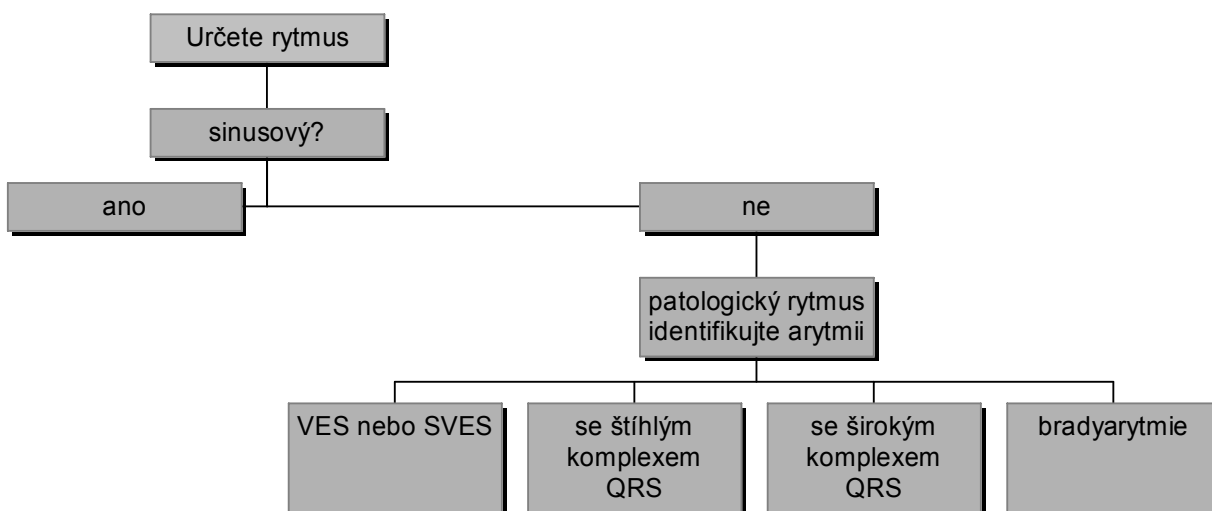 Určete rytmus
sinusový?
ano
ne
patologický rytmus
identifikujte arytmii
VES nebo SVES
se štíhlým
komplexem
QRS
se širokým
komplexem
QRS
bradyarytmie